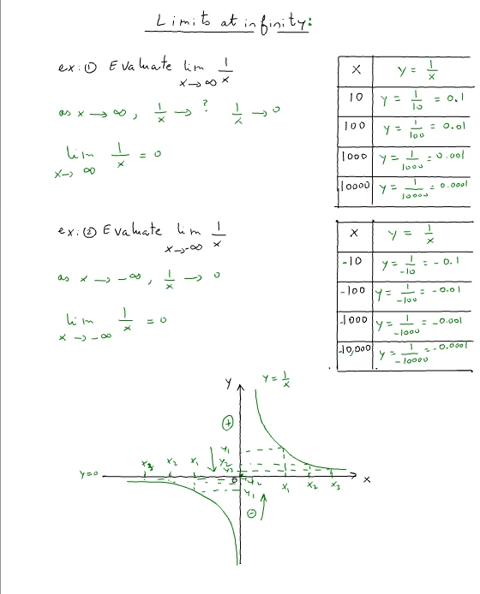 Limits at infinity:
ex: ① Evaluate lim x→∞ 1/x
as x → ∞, 1/x → ? 1/x → 0
lim x→∞ 1/x = 0
x | y = 1/x
10 | y = 1/10 = 0.1
100 | y = 1/100 = 0.01
1000 | y = 1/1000 = 0.001
10000 | y = 1/10000 = 0.0001
ex: ② Evaluate lim x→-∞ 1/x
as x → -∞, 1/x → 0
lim x→-∞ 1/x = 0
x | y = 1/x
-10 | y = 1/-10 = -0.1
-100 | y = 1/-100 = -0.01
-1000 | y = 1/-1000 = -0.001
-10,000 | y = 1/-10000 = -0.0001
y y = 1/x
⊕
y1
x3 x2 x1 y2
y3
y=0 0 y2 x
y1 x1 x2 x3
⊖